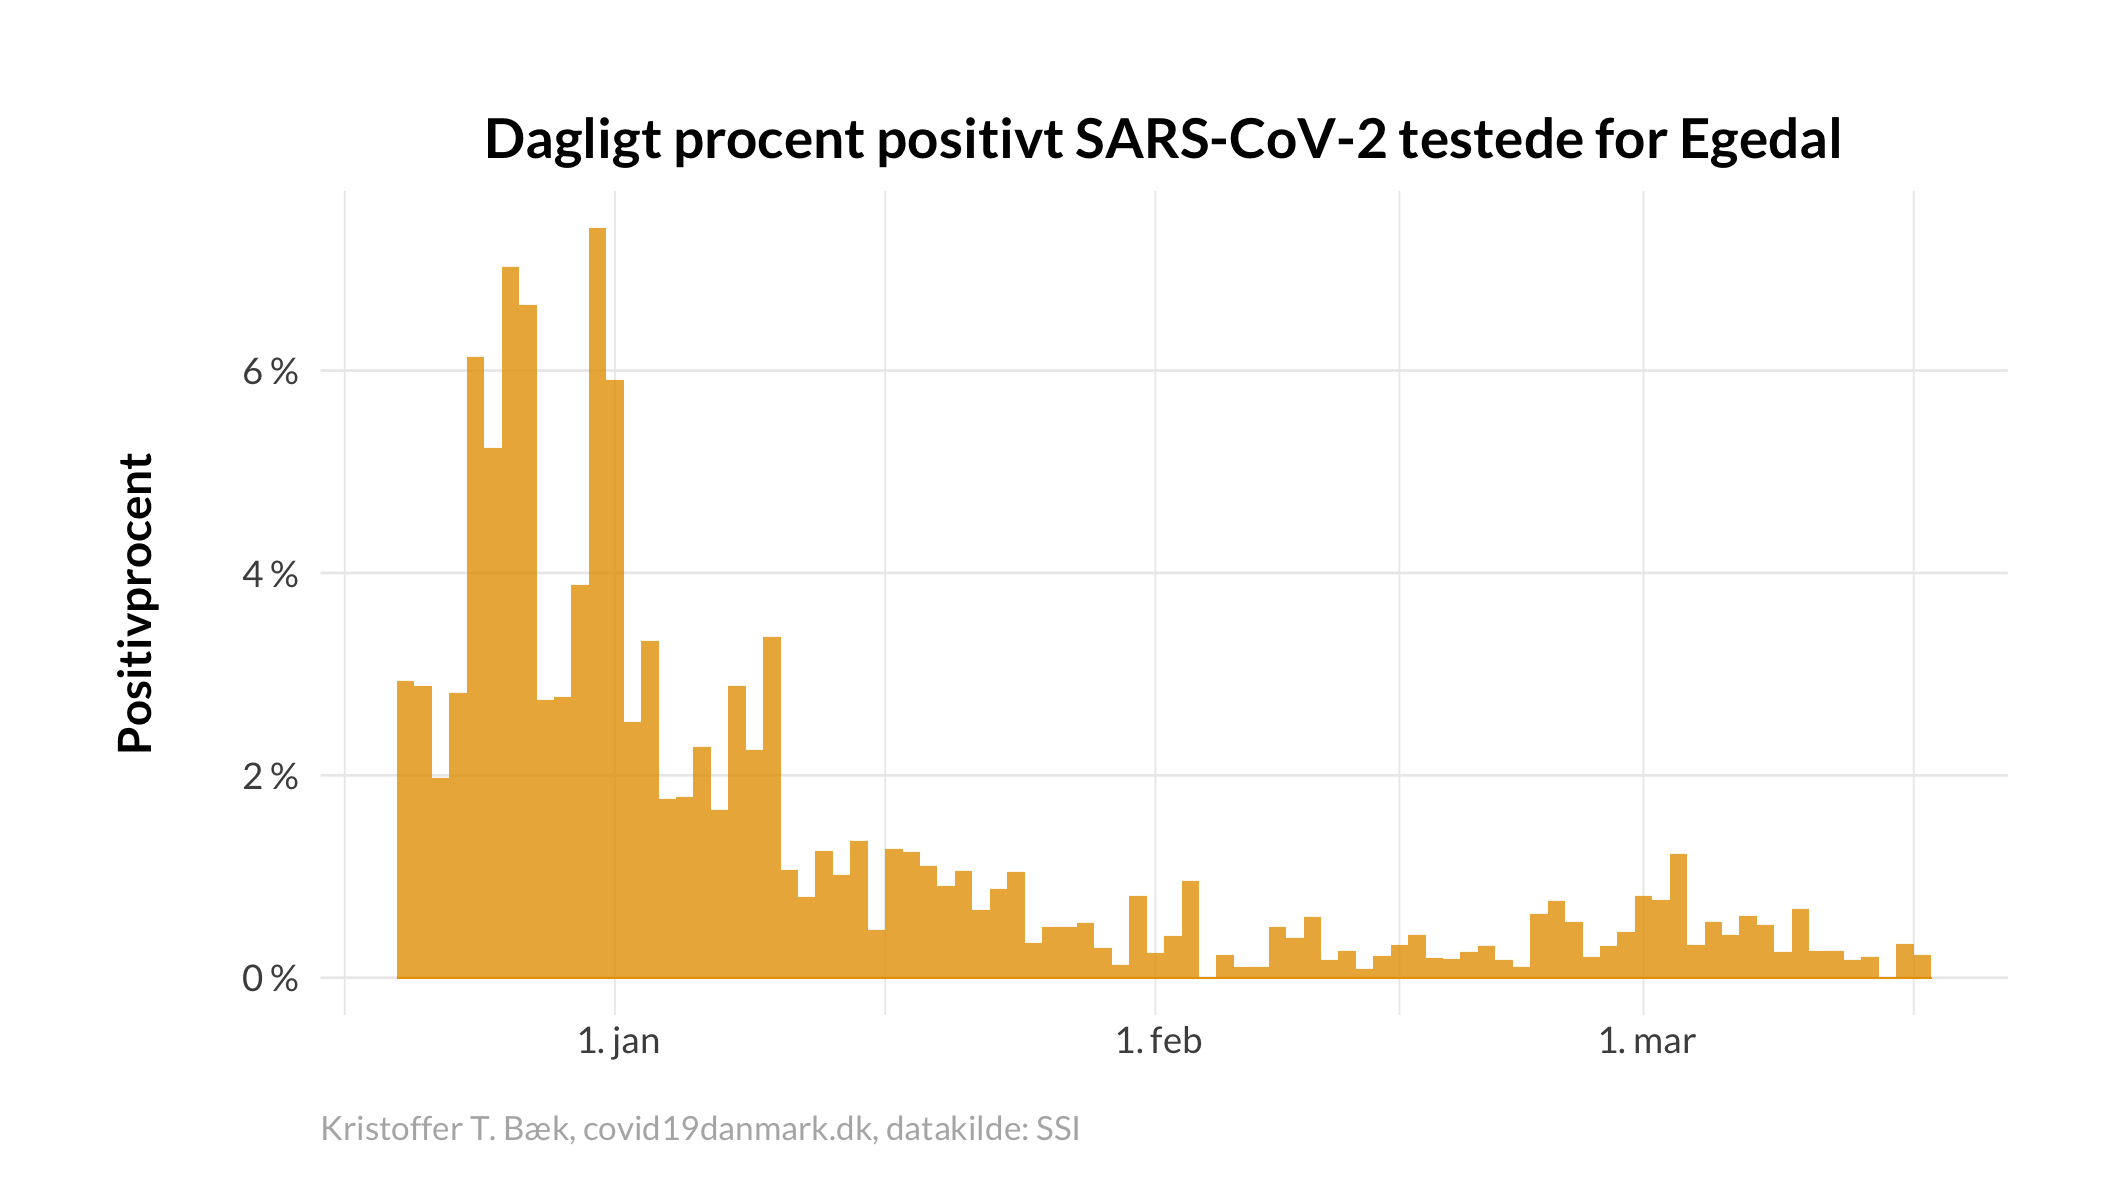 Dagligt procent positivt SARS-CoV-2 testede for Egedal
Positivprocent
6 %
4 %
2 %
0 %
1. jan
1. feb
1. mar
Kristoffer T. Bæk, covid19danmark.dk, datakilde: SSI